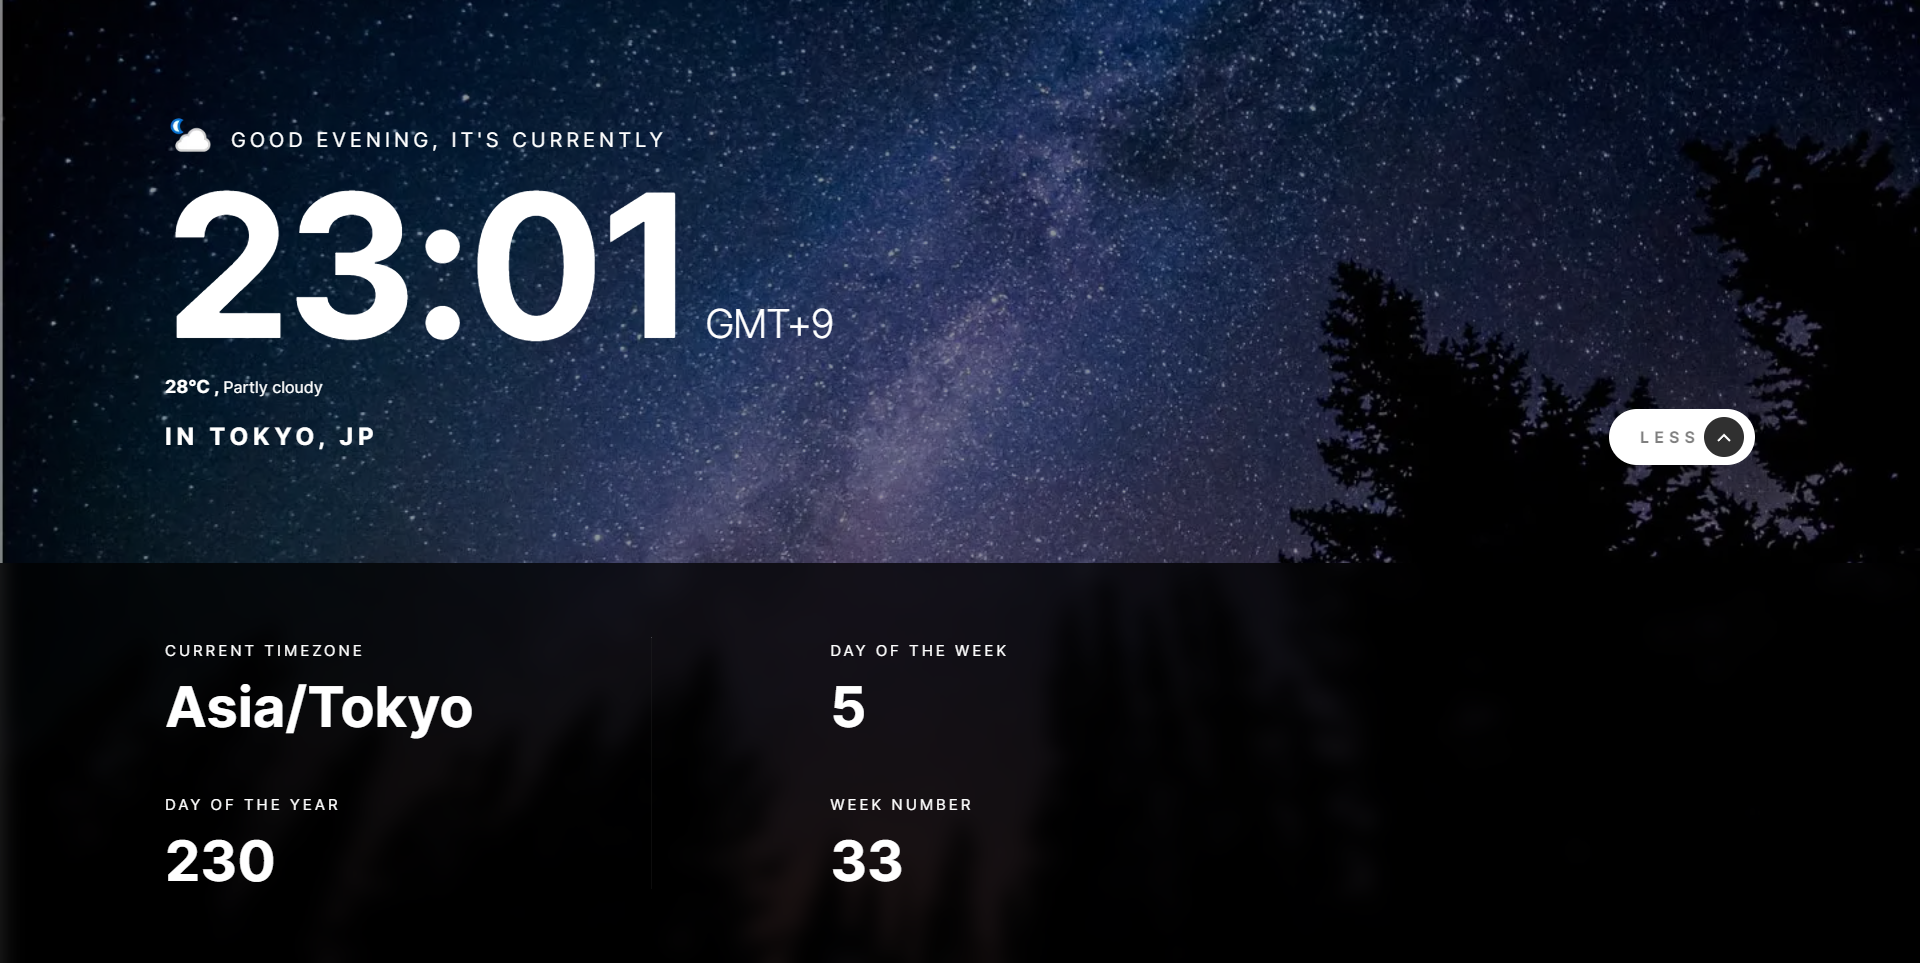 GOOD EVENING, IT'S CURRENTLY
23:01 GMT+9
28°C , Partly cloudy
IN TOKYO, JP
LESS
CURRENT TIMEZONE
Asia/Tokyo
DAY OF THE YEAR
230
DAY OF THE WEEK
5
WEEK NUMBER
33